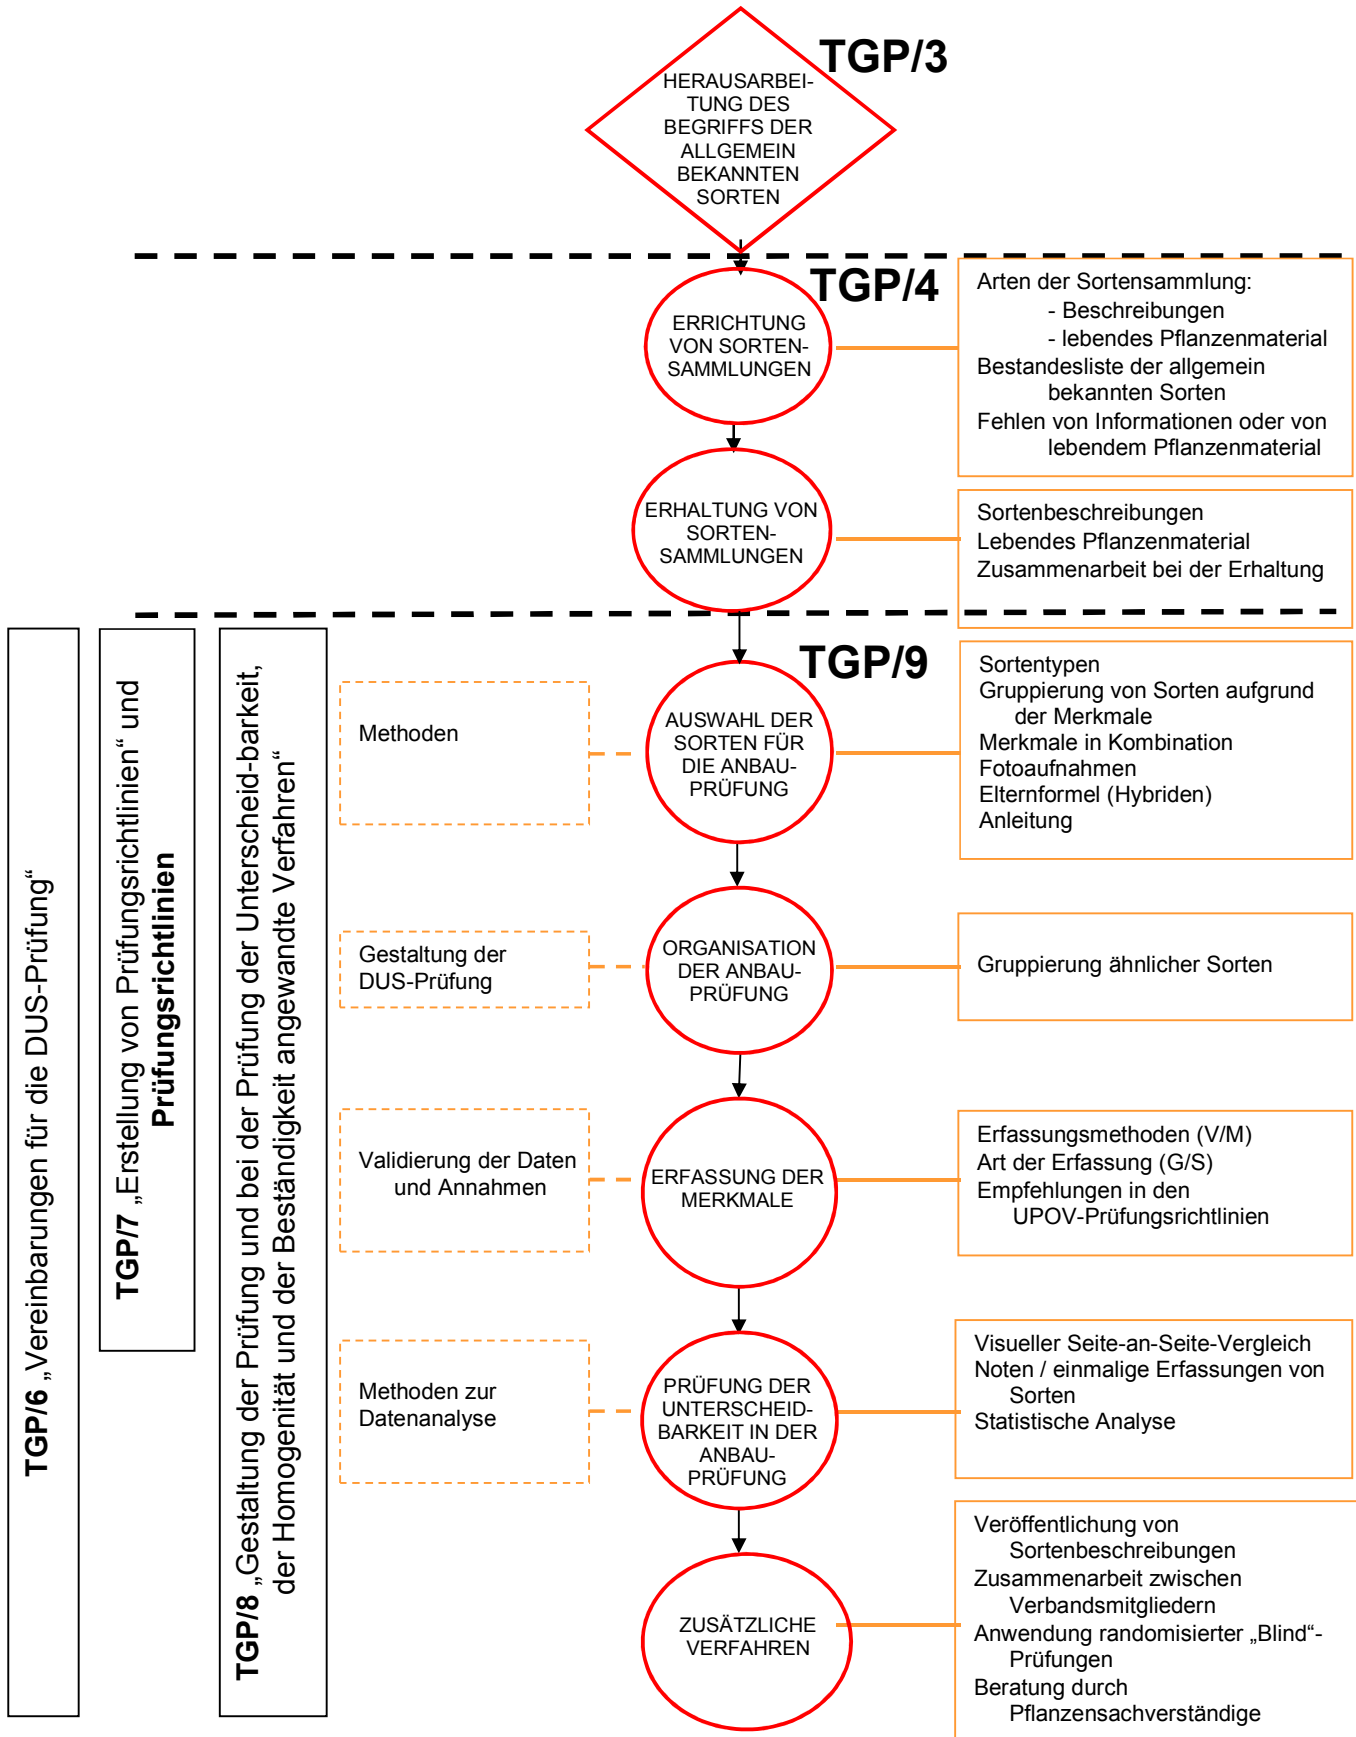 TGP/3
HERAUSARBEI-
TUNG DES
BEGRIFFS DER
ALLGEMEIN
BEKANNTEN
SORTEN
TGP/4
ERRICHTUNG
VON SORTEN-
SAMMLUNGEN
Arten der Sortensammlung:
- Beschreibungen
- lebendes Pflanzenmaterial
Bestandesliste der allgemein
bekannten Sorten
Fehlen von Informationen oder von
lebendem Pflanzenmaterial
ERHALTUNG VON
SORTEN-
SAMMLUNGEN
Sortenbeschreibungen
Lebendes Pflanzenmaterial
Zusammenarbeit bei der Erhaltung
TGP/6 „Vereinbarungen für die DUS-Prüfung“
TGP/7 „Erstellung von Prüfungsrichtlinien“ und
Prüfungsrichtlinien
TGP/8 „Gestaltung der Prüfung und bei der Prüfung der Unterscheid-barkeit,
der Homogenität und der Beständigkeit angewandte Verfahren“
TGP/9
Methoden
AUSWAHL DER
SORTEN FÜR
DIE ANBAU-
PRÜFUNG
Sortentypen
Gruppierung von Sorten aufgrund
der Merkmale
Merkmale in Kombination
Fotoaufnahmen
Elternformel (Hybriden)
Anleitung
Gestaltung der
DUS-Prüfung
ORGANISATION
DER ANBAU-
PRÜFUNG
Gruppierung ähnlicher Sorten
Validierung der Daten
und Annahmen
ERFASSUNG DER
MERKMALE
Erfassungsmethoden (V/M)
Art der Erfassung (G/S)
Empfehlungen in den
UPOV-Prüfungsrichtlinien
Methoden zur
Datenanalyse
PRÜFUNG DER
UNTERSCHEID-
BARKEIT IN DER
ANBAU-
PRÜFUNG
Visueller Seite-an-Seite-Vergleich
Noten / einmalige Erfassungen von
Sorten
Statistische Analyse
ZUSÄTZLICHE
VERFAHREN
Veröffentlichung von
Sortenbeschreibungen
Zusammenarbeit zwischen
Verbandsmitgliedern
Anwendung randomisierter „Blind“-
Prüfungen
Beratung durch
Pflanzensachverständige